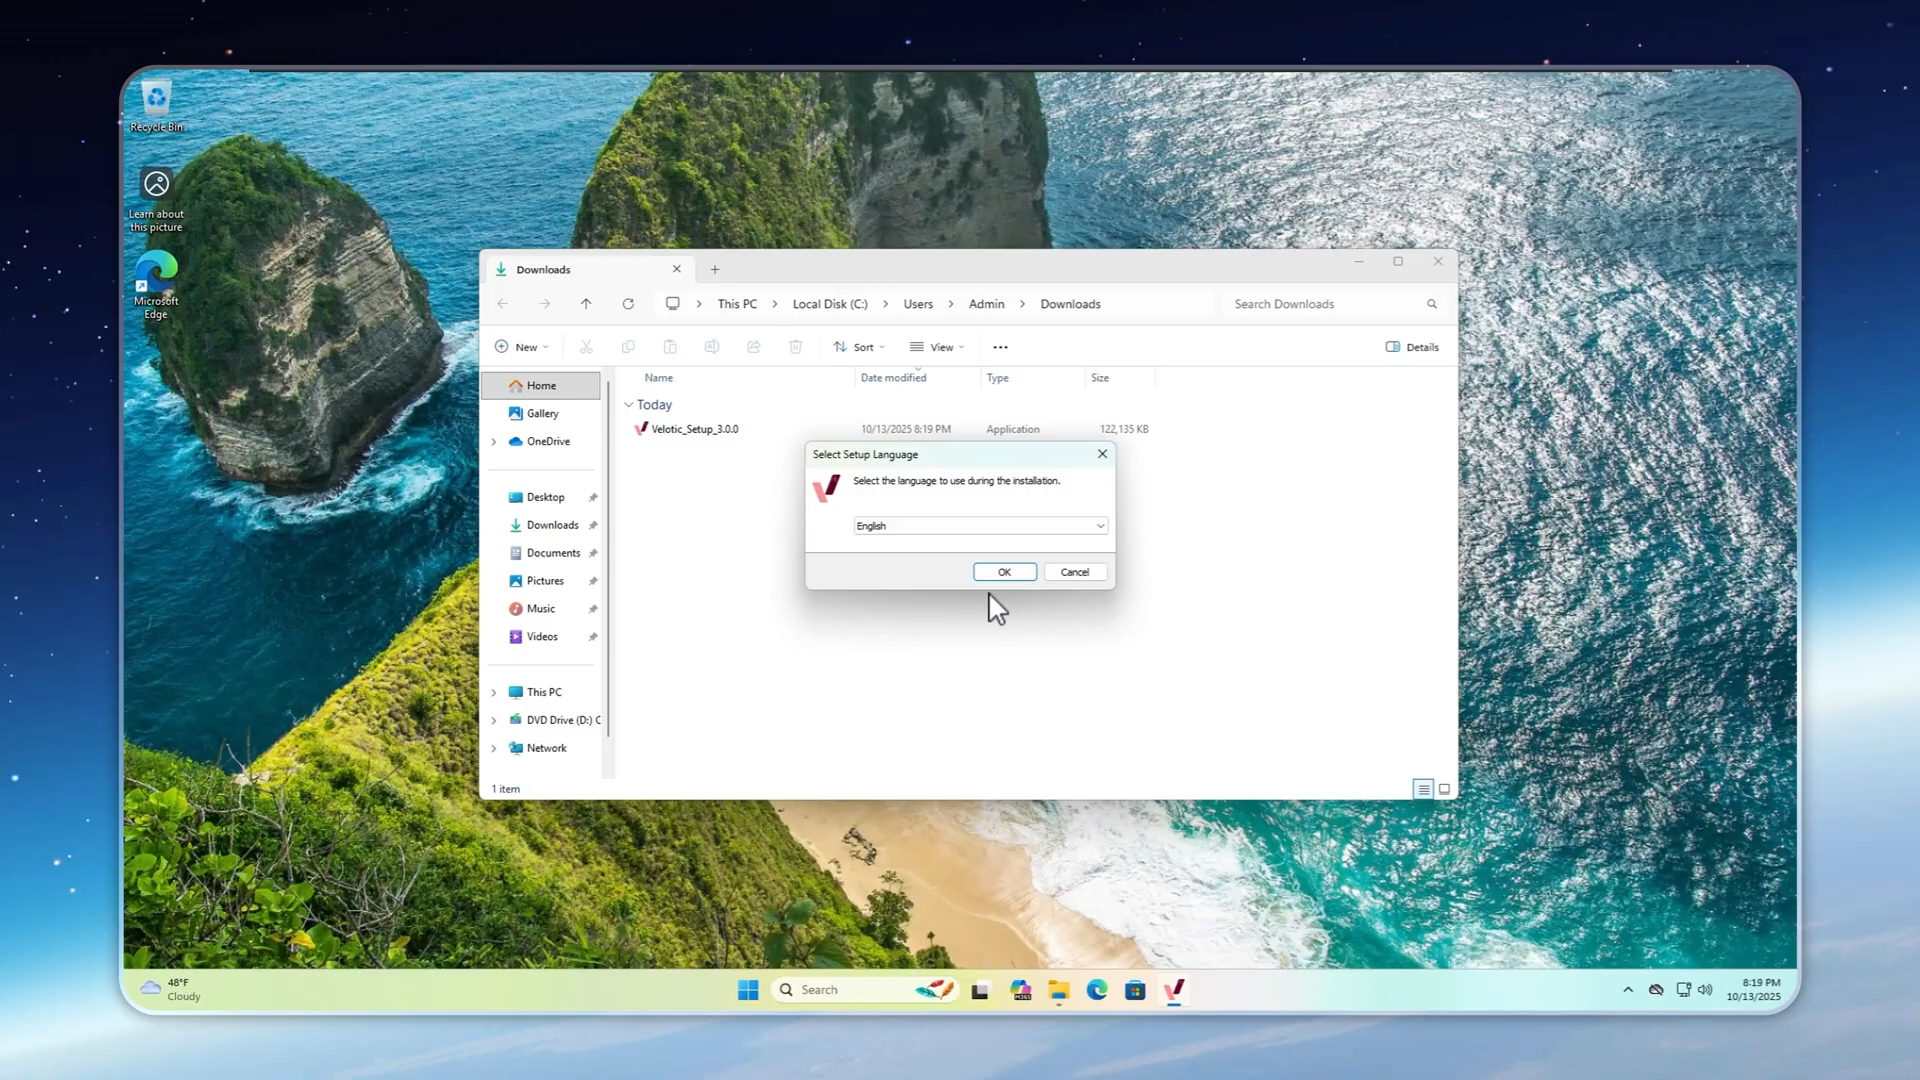 Recycle Bin
Learn about
this picture
Microsoft
Edge
Downloads
This PC
Local Disk (C:)
Users
Admin
Downloads
Search Downloads
New
Sort
View
Details
Home
Gallery
OneDrive
Desktop
Downloads
Documents
Pictures
Music
Videos
This PC
DVD Drive (D:) C
Network
Name
Date modified
Type
Size
Today
Velotic_Setup_3.0.0
10/13/2025 8:19 PM
Application
122,135 KB
Select Setup Language
Select the language to use during the installation.
English
OK
Cancel
1 item
48°F
Cloudy
Search
8:19 PM
10/13/2025